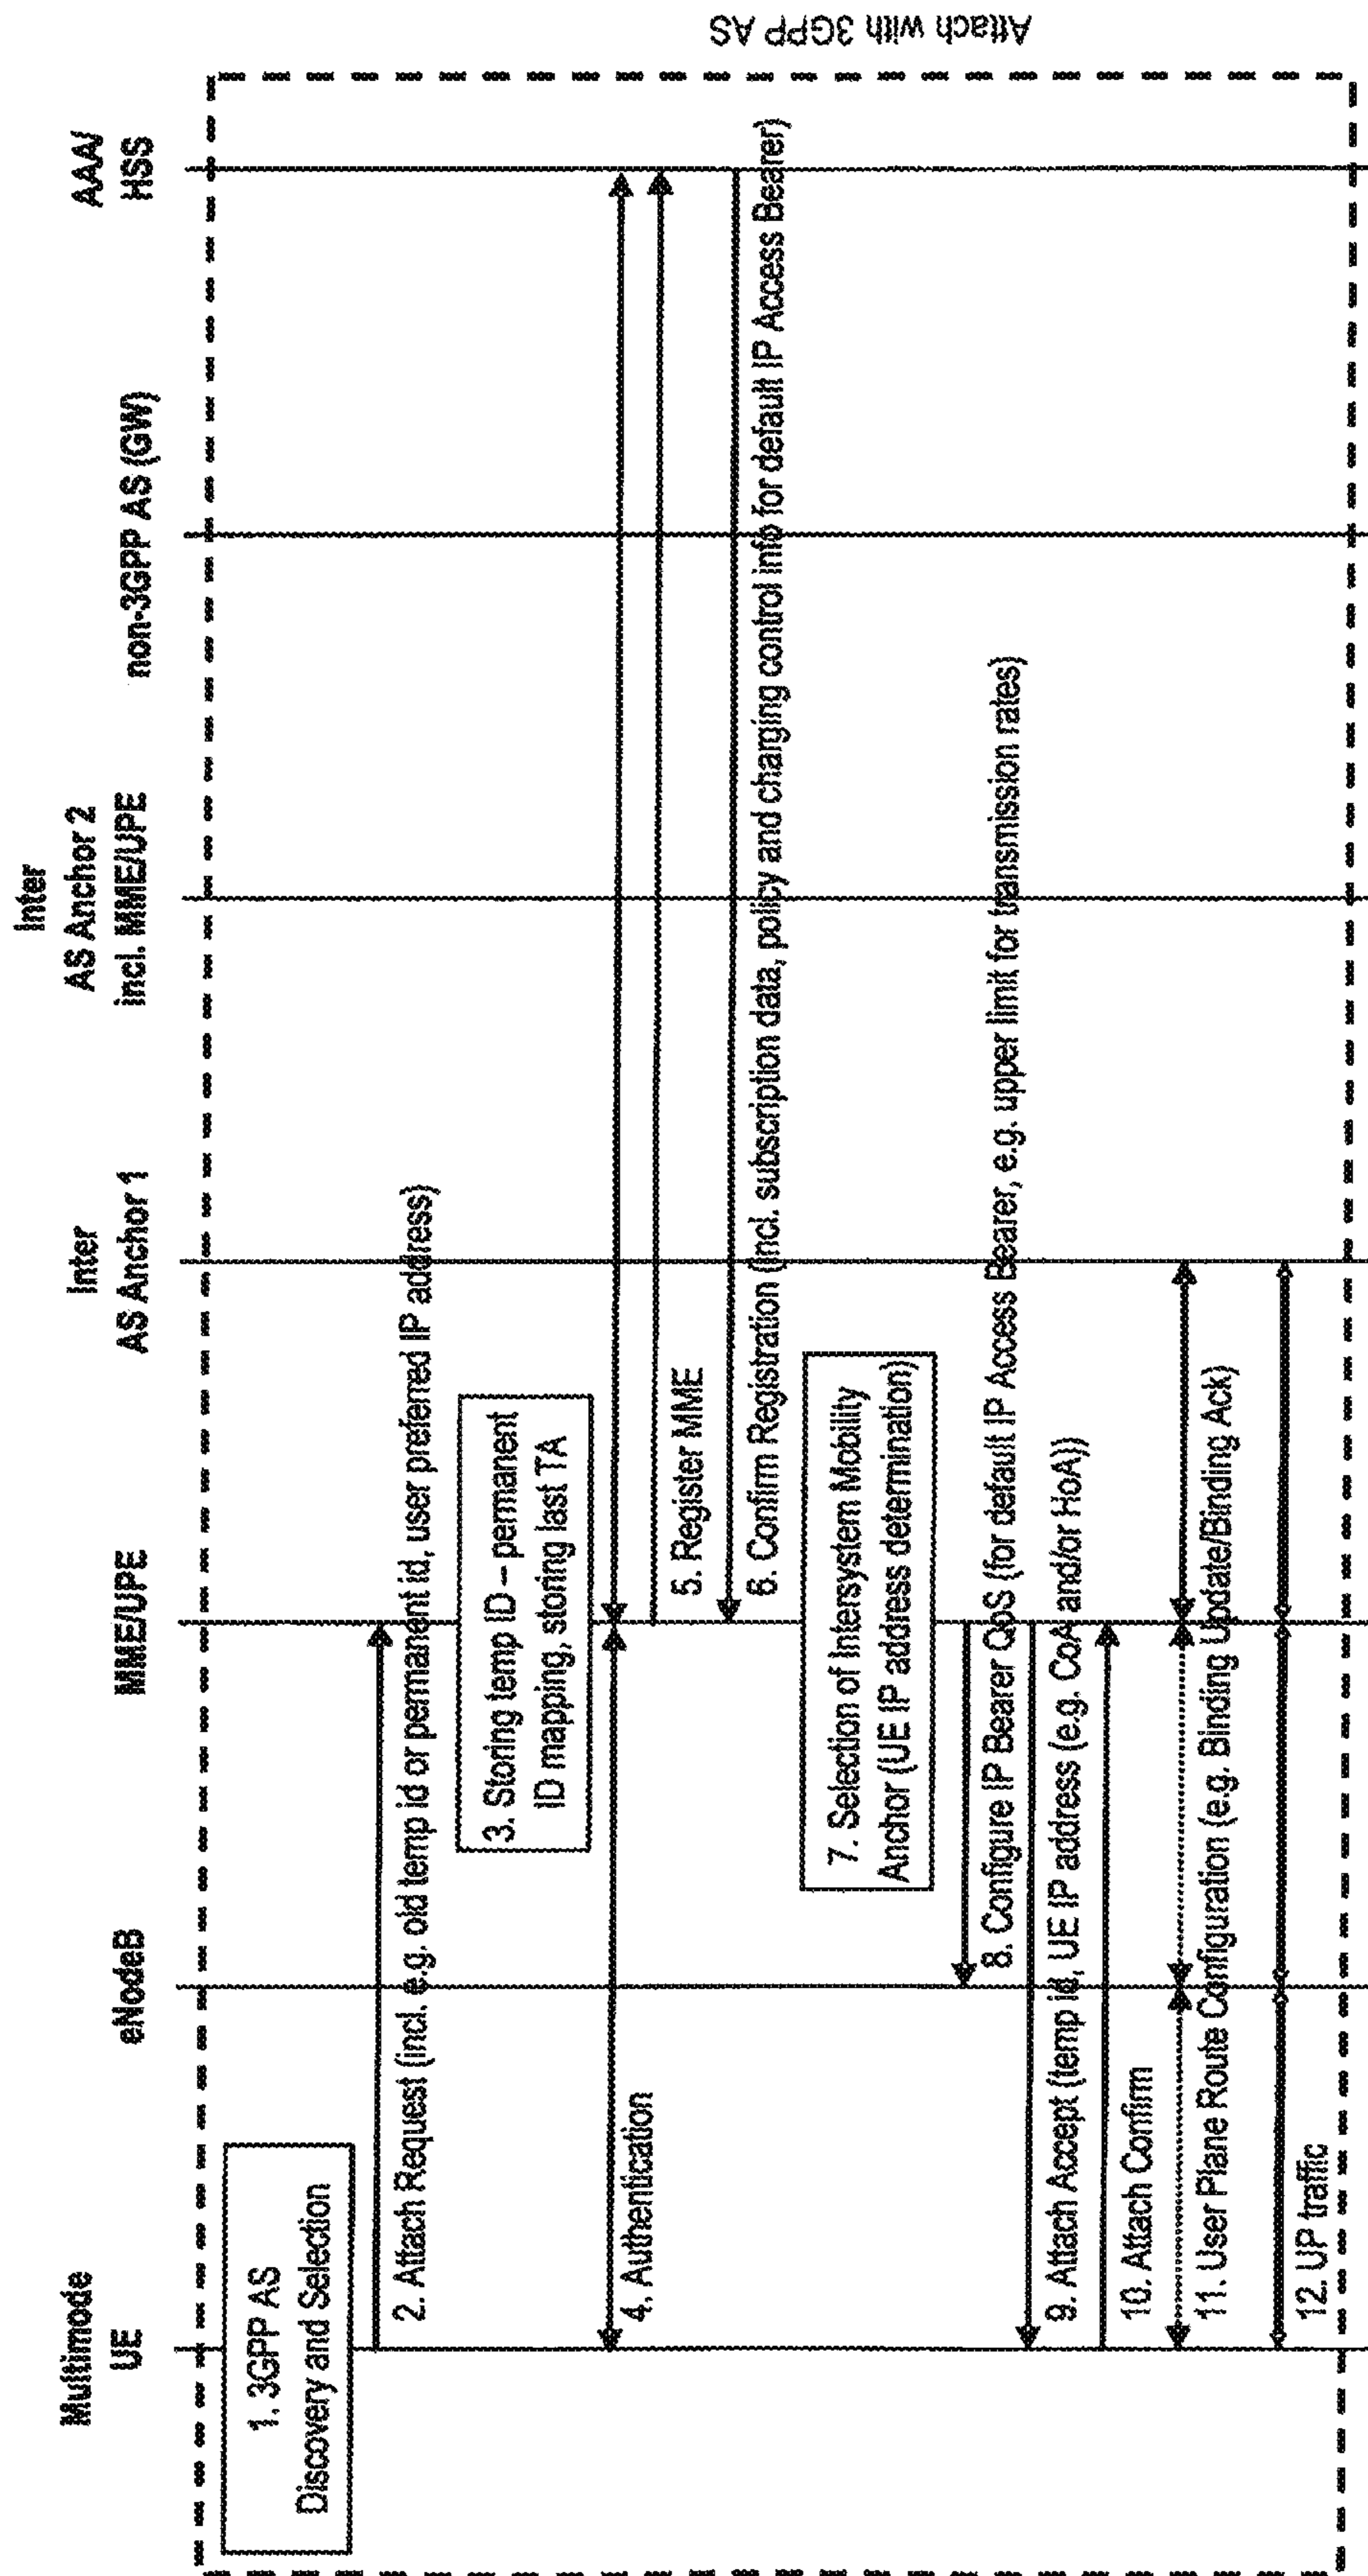 Multimode
UE
eNodeB
MME/UPE
Inter
AS Anchor 1
Inter
AS Anchor 2
incl. MME/UPE
non-3GPP AS (GW)
AAA/
HSS
1. 3GPP AS
Discovery and Selection
2. Attach Request (incl. e.g. old temp id or permanent id, user preferred IP address)
3. Storing temp ID – permanent
ID mapping, storing last TA
4. Authentication
5. Register MME
6. Confirm Registration (incl. subscription data, policy and charging control info for default IP Access Bearer)
7. Selection of Intersystem Mobility
Anchor (UE IP address determination)
8. Configure IP Bearer QoS (for default IP Access Bearer, e.g. upper limit for transmission rates)
9. Attach Accept (temp id, UE IP address (e.g. CoA and/or HoA))
10. Attach Confirm
11. User Plane Route Configuration (e.g. Binding Update/Binding Ack)
12. UP traffic
Attach with 3GPP AS